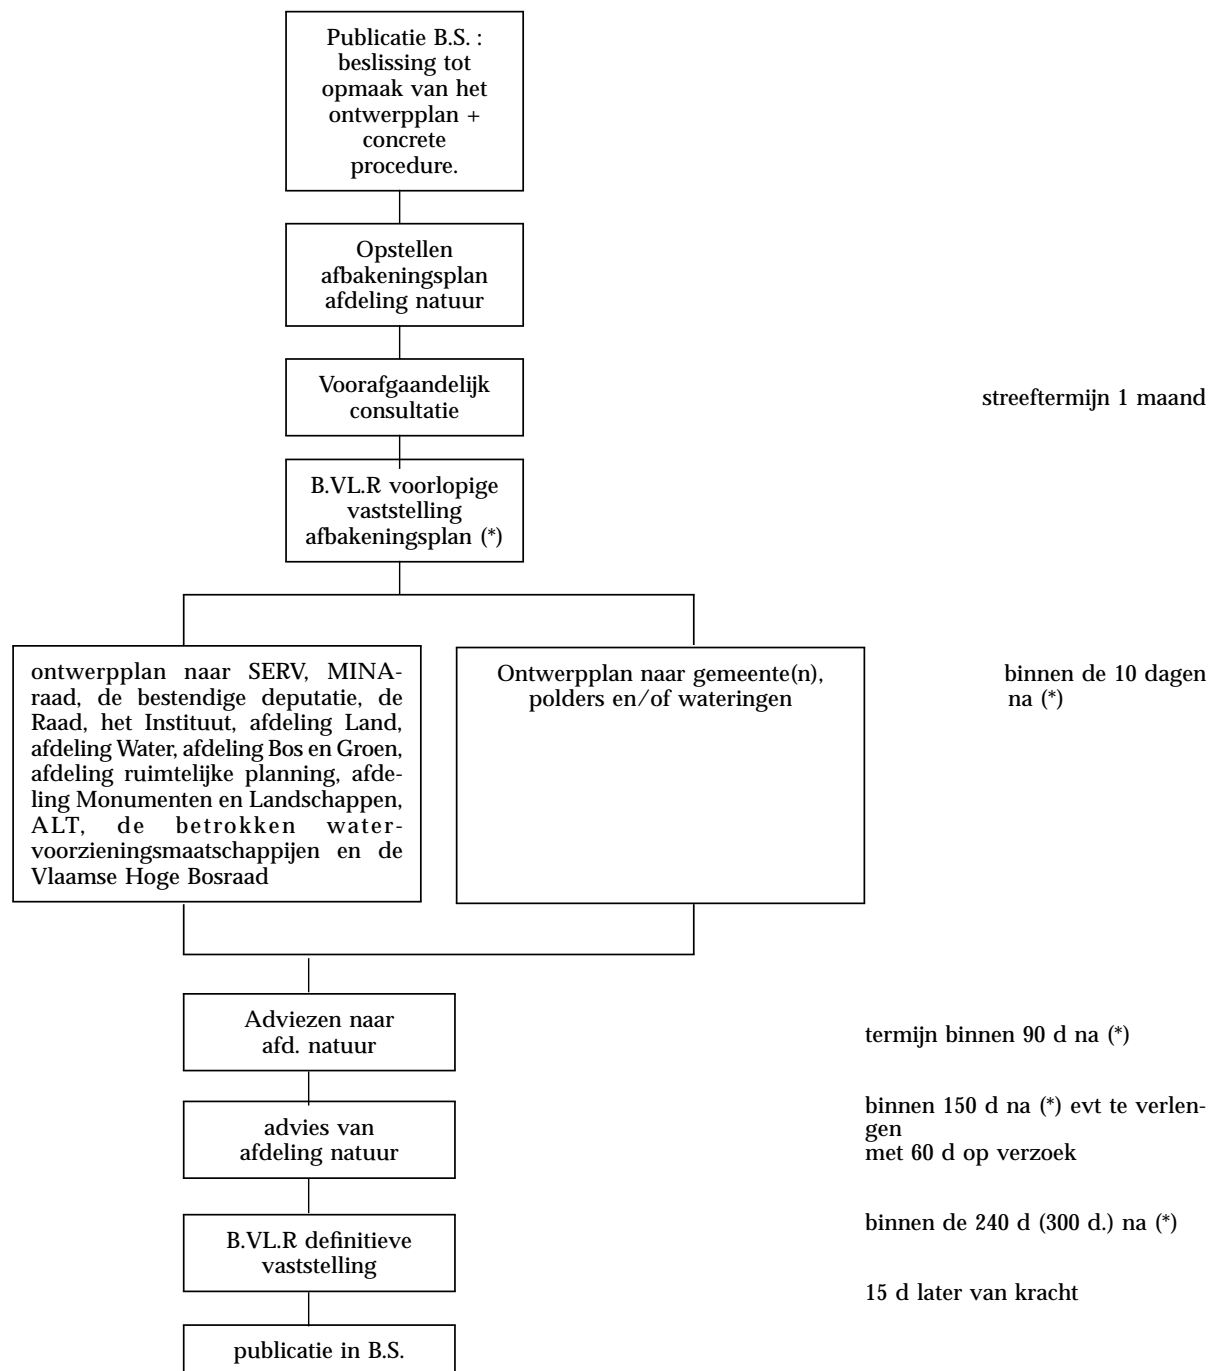 Publicatie B.S. :
beslissing tot
opmaak van het
ontwerpplan +
concrete
procedure.
Opstellen
afbakeningsplan
afdeling natuur
Voorafgaandelijk
consultatie
streeftermijn 1 maand
B.VL.R voorlopige
vaststelling
afbakeningsplan (*)
ontwerpplan naar SERV, MINA-
raad, de bestendige deputatie, de
Raad, het Instituut, afdeling Land,
afdeling Water, afdeling Bos en Groen,
afdeling ruimtelijke planning, afde-
ling Monumenten en Landschappen,
ALT, de betrokken water-
voorzieningsmaatschappijen en de
Vlaamse Hoge Bosraad
Ontwerpplan naar gemeente(n),
polders en/of wateringen
binnen de 10 dagen
na (*)
Adviezen naar
afd. natuur
termijn binnen 90 d na (*)
advies van
afdeling natuur
binnen 150 d na (*) evt te verlen-
gen
met 60 d op verzoek
B.VL.R definitieve
vaststelling
binnen de 240 d (300 d.) na (*)
15 d later van kracht
publicatie in B.S.